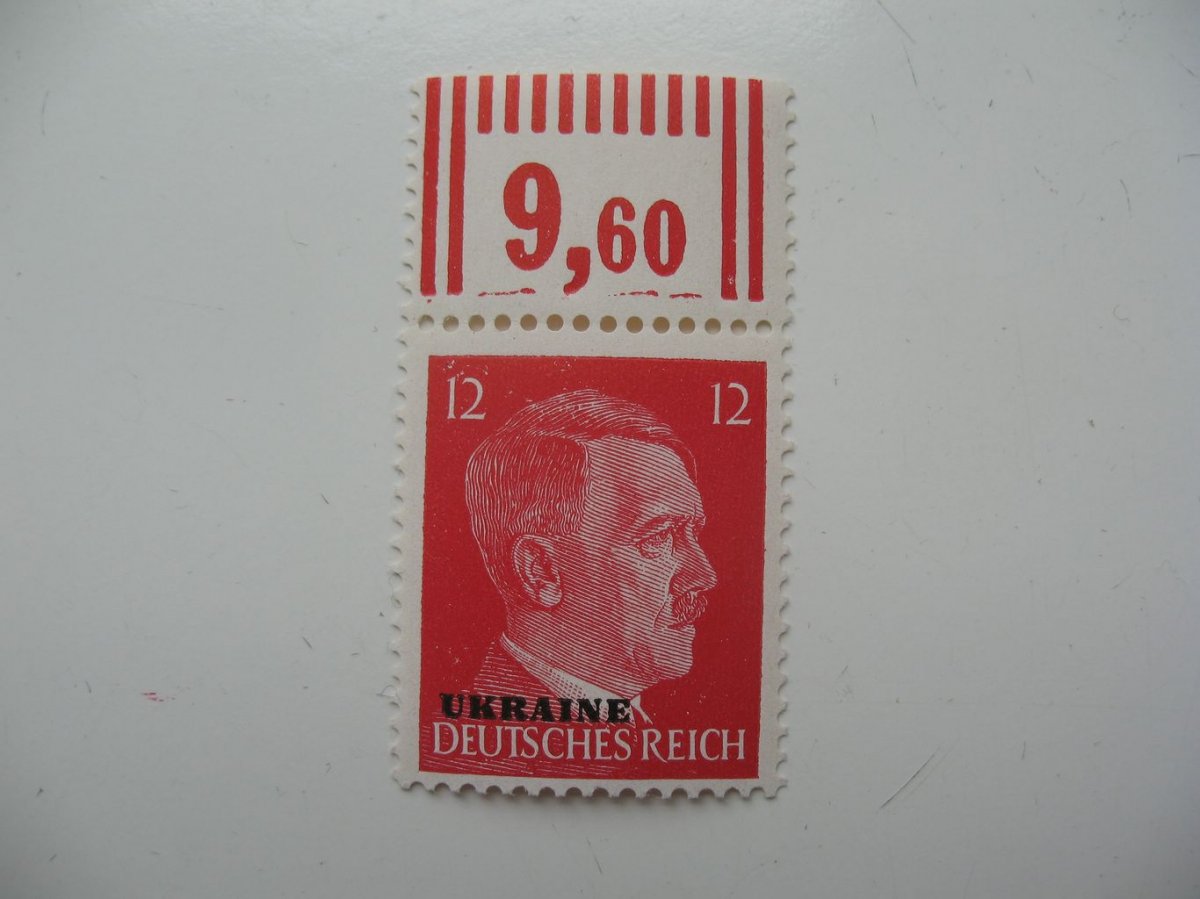 9,60
12 12
UKRAINE
DEUTSCHES REICH